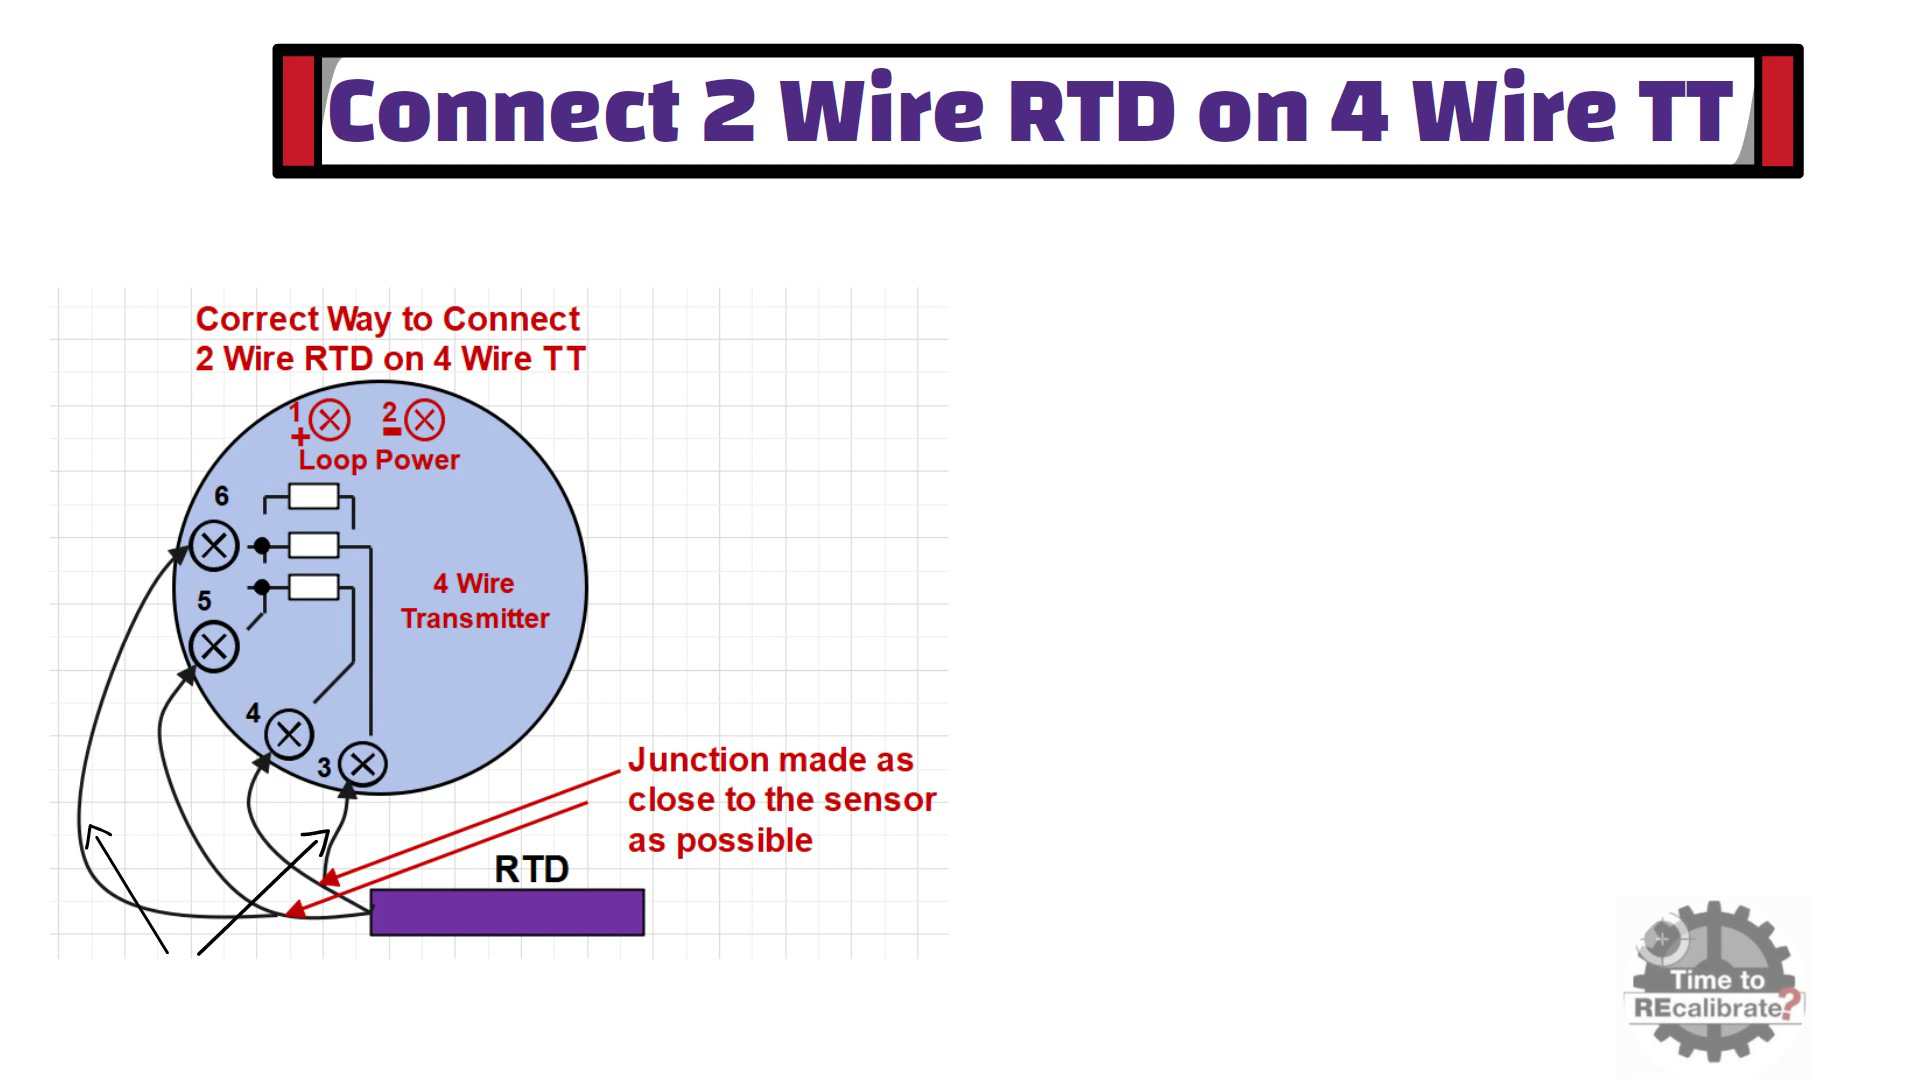 Connect 2 Wire RTD on 4 Wire TT
Correct Way to Connect
2 Wire RTD on 4 Wire TT
1 2
+ -
Loop Power
6
5
4 Wire
Transmitter
4
3
Junction made as
close to the sensor
as possible
RTD
Time to
REcalibrate?